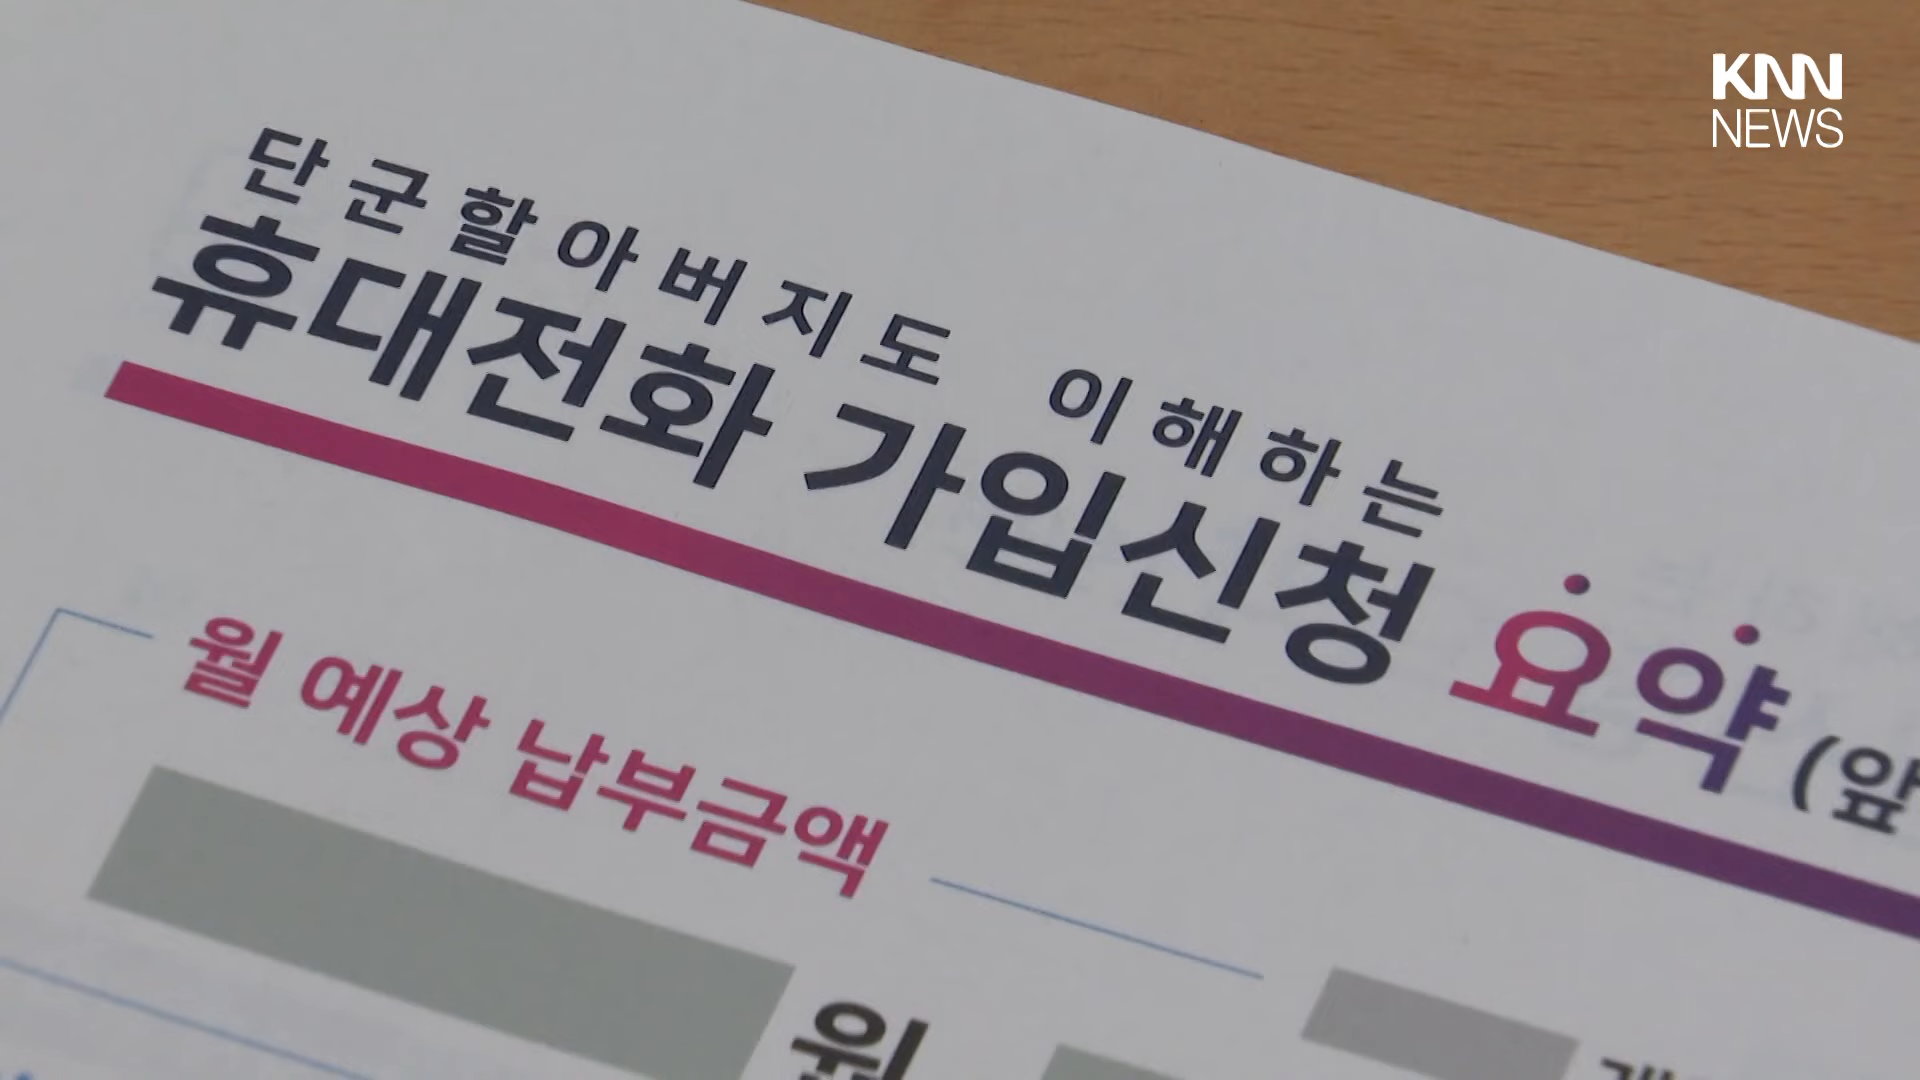 KNN
NEWS
단군할아버지도 이해하는
휴대전화 가입신청 요약 (앞
월 예상 납부금액
원